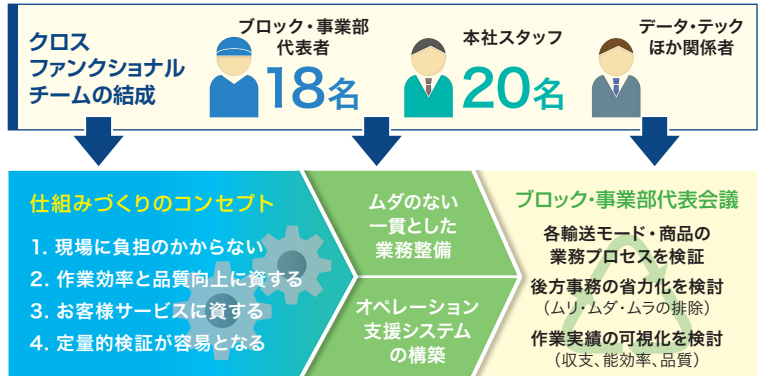 クロス
ファンクショナル
チームの結成
ブロック・事業部
代表者
18名
本社スタッフ
20名
データ・テック
ほか関係者
仕組みづくりのコンセプト
1. 現場に負担のかからない
2. 作業効率と品質向上に資する
3. お客様サービスに資する
4. 定量的検証が容易となる
ムダのない
一貫とした
業務整備
オペレーション
支援システム
の構築
ブロック・事業部代表会議
各輸送モード・商品の
業務プロセスを検証
後方事務の省力化を検討
（ムリ・ムダ・ムラの排除）
作業実績の可視化を検討
（収支、能効率、品質）